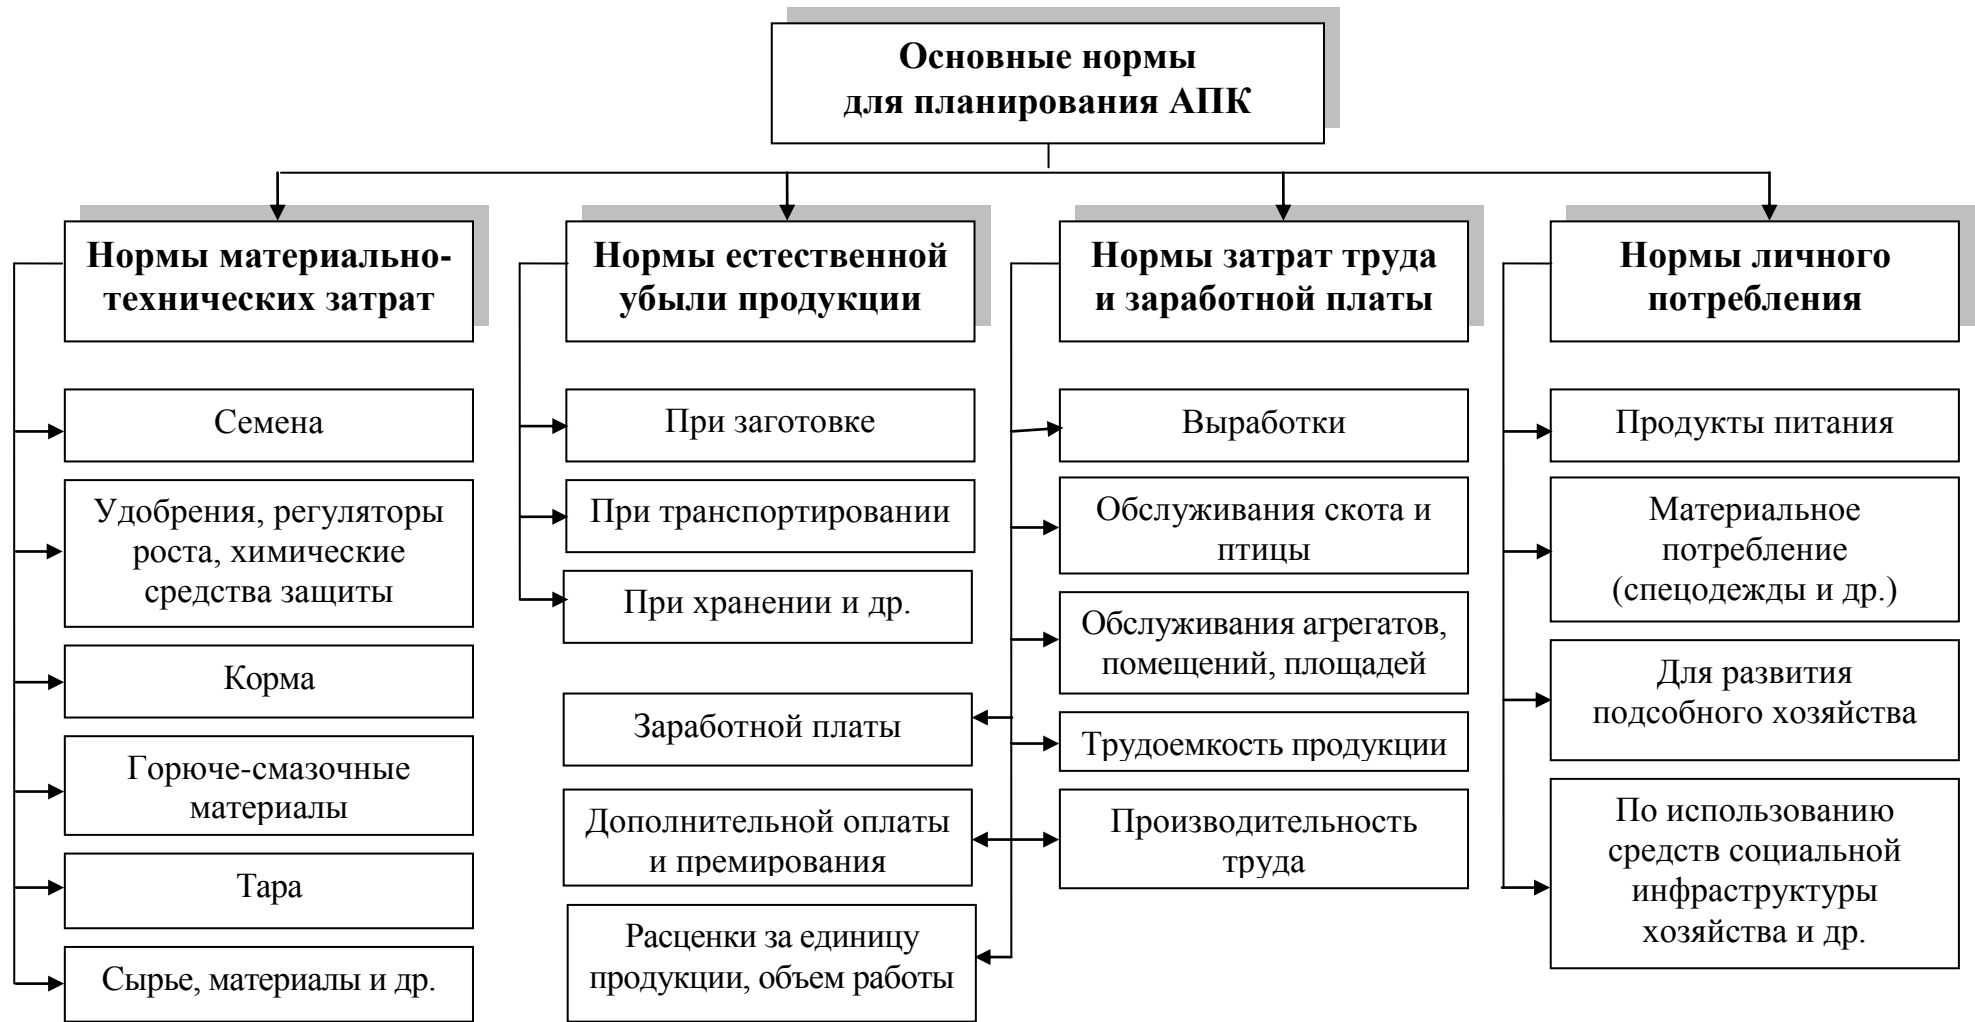 Основные нормы
для планирования АПК
Нормы материально-
технических затрат
Семена
Удобрения, регуляторы
роста, химические
средства защиты
Корма
Горюче-смазочные
материалы
Тара
Сырье, материалы и др.
Нормы естественной
убыли продукции
При заготовке
При транспортировании
При хранении и др.
Нормы затрат труда
и заработной платы
Выработки
Обслуживания скота и
птицы
Обслуживания агрегатов,
помещений, площадей
Трудоемкость продукции
Производительность
труда
Заработной платы
Дополнительной оплаты
и премирования
Расценки за единицу
продукции, объем работы
Нормы личного
потребления
Продукты питания
Материальное
потребление
(спецодежды и др.)
Для развития
подсобного хозяйства
По использованию
средств социальной
инфраструктуры
хозяйства и др.